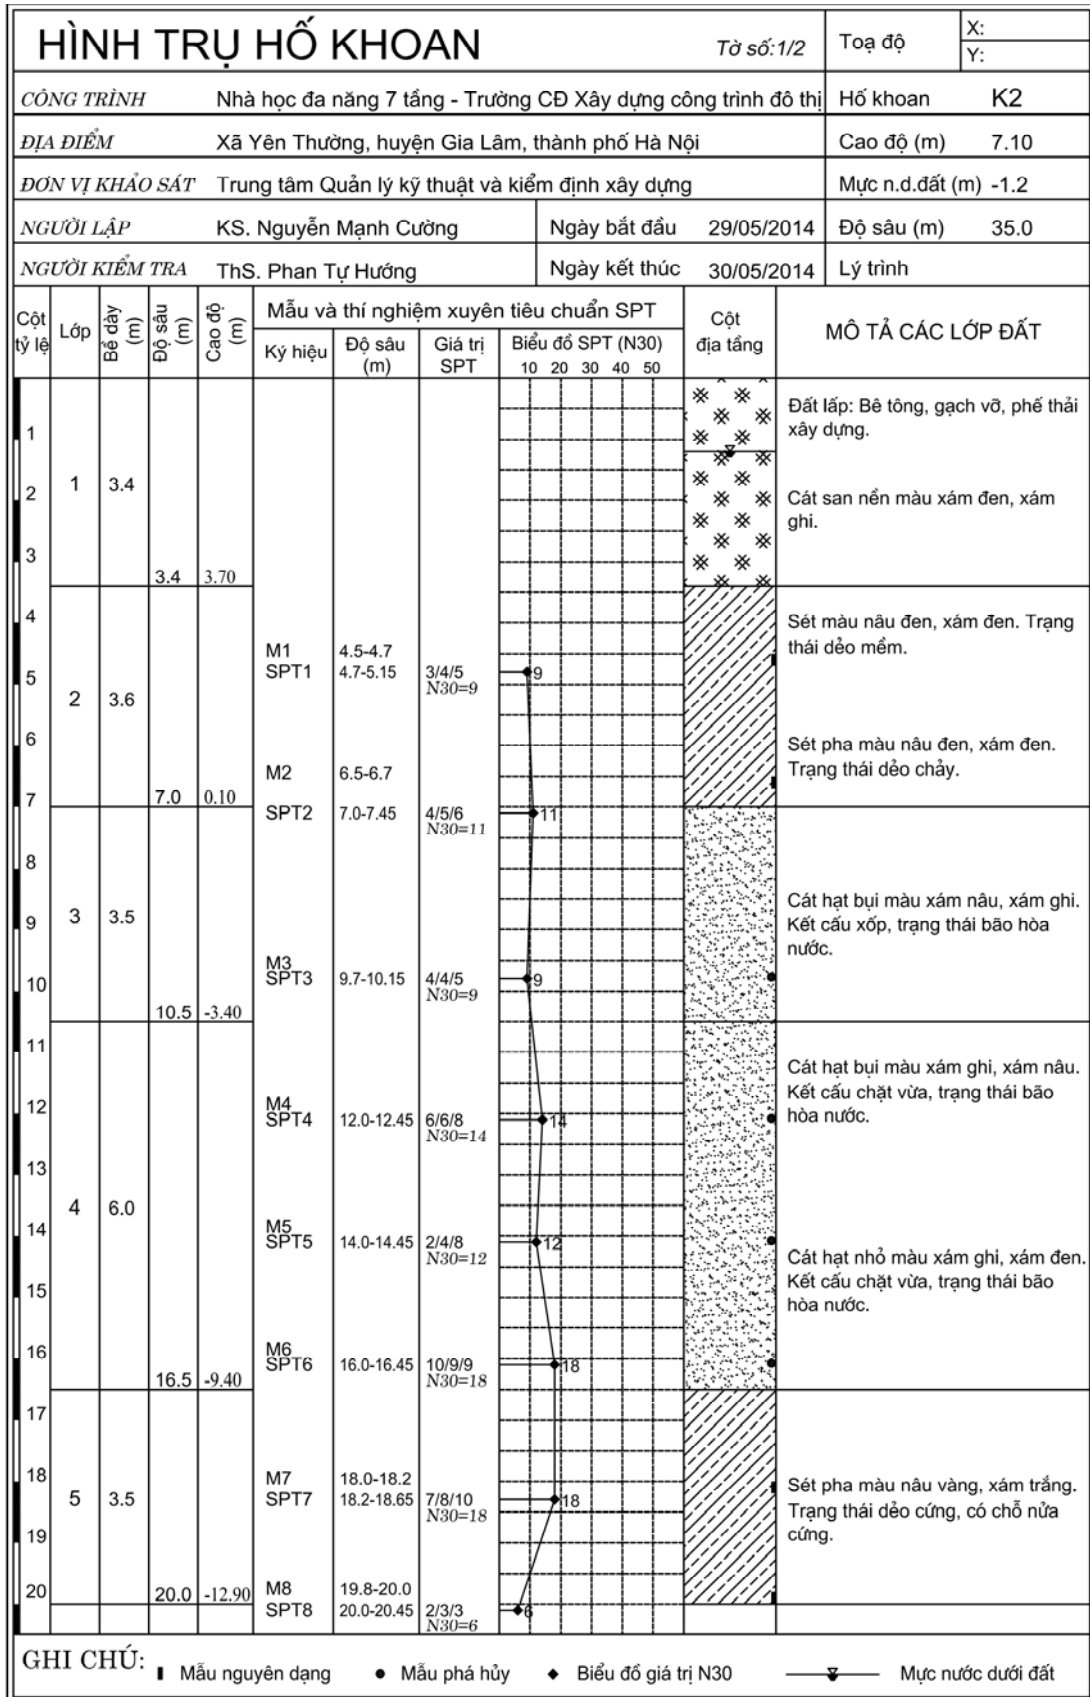 HÌNH TRỤ HỐ KHOAN
Tờ số:1/2
Toạ độ
X:
Y:
CÔNG TRÌNH Nhà học đa năng 7 tầng - Trường CĐ Xây dựng công trình đô thị
Hố khoan K2
ĐỊA ĐIỂM Xã Yên Thường, huyện Gia Lâm, thành phố Hà Nội
Cao độ (m) 7.10
ĐƠN VỊ KHẢO SÁT Trung tâm Quản lý kỹ thuật và kiểm định xây dựng
Mực n.d.đất (m) -1.2
NGƯỜI LẬP KS. Nguyễn Mạnh Cường
Ngày bắt đầu 29/05/2014
Độ sâu (m) 35.0
NGƯỜI KIỂM TRA ThS. Phan Tự Hướng
Ngày kết thúc 30/05/2014
Lý trình
Cột tỷ lệ
Lớp
Bề dày (m)
Độ sâu (m)
Cao độ (m)
Mẫu và thí nghiệm xuyên tiêu chuẩn SPT
Ký hiệu
Độ sâu (m)
Giá trị SPT
Biểu đồ SPT (N30)
10 20 30 40 50
Cột địa tầng
MÔ TẢ CÁC LỚP ĐẤT
Đất lấp: Bê tông, gạch vỡ, phế thải
xây dựng.
1
1 3.4
2
Cát san nền màu xám đen, xám
ghi.
3
3.4 3.70
4
Sét màu nâu đen, xám đen. Trạng
thái dẻo mềm.
M1 4.5-4.7
SPT1 4.7-5.15 3/4/5
N30=9
9
5
2 3.6
6
Sét pha màu nâu đen, xám đen.
Trạng thái dẻo chảy.
M2 6.5-6.7
7
7.0 0.10
SPT2 7.0-7.45 4/5/6
N30=11
11
8
3 3.5
9
Cát hạt bụi màu xám nâu, xám ghi.
Kết cấu xốp, trạng thái bão hòa
nước.
M3
SPT3 9.7-10.15 4/4/5
N30=9
9
10
10.5 -3.40
11
Cát hạt bụi màu xám ghi, xám nâu.
Kết cấu chặt vừa, trạng thái bão
hòa nước.
12
M4
SPT4 12.0-12.45 6/6/8
N30=14
14
13
4 6.0
14
M5
SPT5 14.0-14.45 2/4/8
N30=12
12
Cát hạt nhỏ màu xám ghi, xám đen.
Kết cấu chặt vừa, trạng thái bão
hòa nước.
15
16
M6
SPT6 16.0-16.45 10/9/9
N30=18
18
16.5 -9.40
17
18
M7 18.0-18.2
SPT7 18.2-18.65 7/8/10
N30=18
18
5 3.5
Sét pha màu nâu vàng, xám trắng.
Trạng thái dẻo cứng, có chỗ nửa
cứng.
19
20
20.0 -12.90
M8 19.8-20.0
SPT8 20.0-20.45 2/3/3
N30=6
6
GHI CHÚ:
Mẫu nguyên dạng
Mẫu phá hủy
Biểu đồ giá trị N30
Mực nước dưới đất